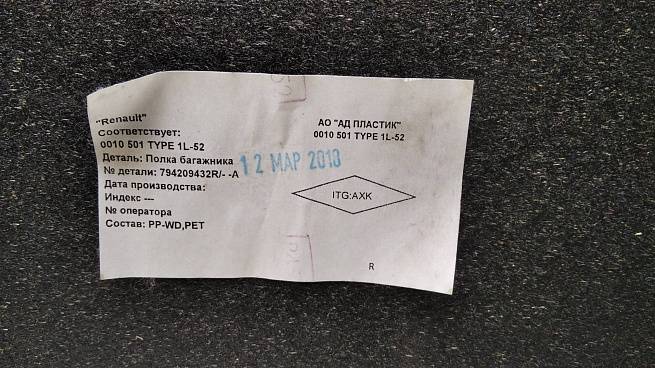 "Renault"
Соответствует:
0010 501 TYPE 1L-52
Деталь: Полка багажника
№ детали: 794209432R/- -A
Дата производства:
Индекс ---
№ оператора
Состав: PP-WD,PET
12 МАР 2018
АО "АД ПЛАСТИК"
0010 501 TYPE 1L-52
ITG:AXK
R